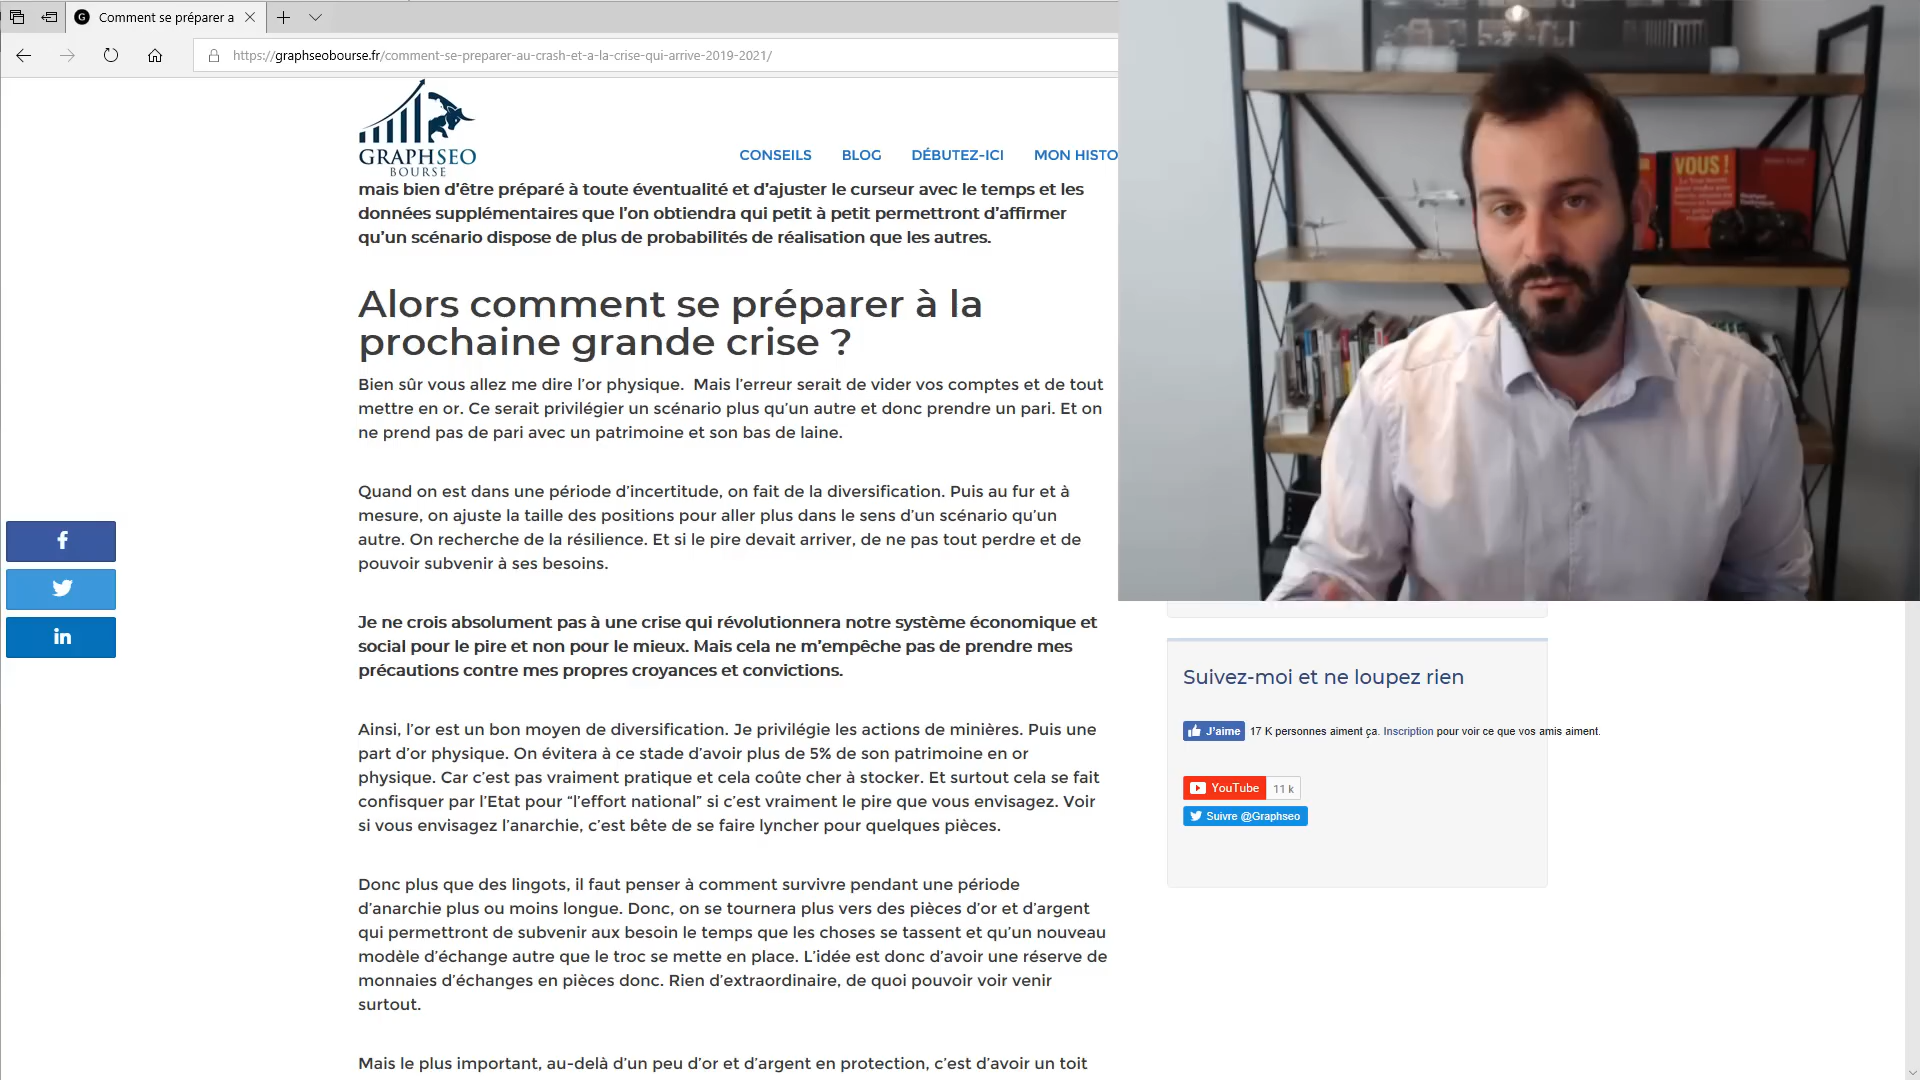 Comment se préparer a
https://graphseobourse.fr/comment-se-preparer-au-crash-et-a-la-crise-qui-arrive-2019-2021/
GRAPHSEO
BOURSE
CONSEILS
BLOG
DÉBUTEZ-ICI
MON HISTO
mais bien d’être préparé à toute éventualité et d’ajuster le curseur avec le temps et les
données supplémentaires que l’on obtiendra qui petit à petit permettront d’affirmer
qu’un scénario dispose de plus de probabilités de réalisation que les autres.
Alors comment se préparer à la
prochaine grande crise ?
Bien sûr vous allez me dire l’or physique.  Mais l’erreur serait de vider vos comptes et de tout
mettre en or. Ce serait privilégier un scénario plus qu’un autre et donc prendre un pari. Et on
ne prend pas de pari avec un patrimoine et son bas de laine.
Quand on est dans une période d’incertitude, on fait de la diversification. Puis au fur et à
mesure, on ajuste la taille des positions pour aller plus dans le sens d’un scénario qu’un
autre. On recherche de la résilience. Et si le pire devait arriver, de ne pas tout perdre et de
pouvoir subvenir à ses besoins.
Je ne crois absolument pas à une crise qui révolutionnera notre système économique et
social pour le pire et non pour le mieux. Mais cela ne m’empêche pas de prendre mes
précautions contre mes propres croyances et convictions.
Ainsi, l’or est un bon moyen de diversification. Je privilégie les actions de minières. Puis une
part d’or physique. On évitera à ce stade d’avoir plus de 5% de son patrimoine en or
physique. Car c’est pas vraiment pratique et cela coûte cher à stocker. Et surtout cela se fait
confisquer par l’Etat pour “l’effort national” si c’est vraiment le pire que vous envisagez. Voir
si vous envisagez l’anarchie, c’est bête de se faire lyncher pour quelques pièces.
Donc plus que des lingots, il faut penser à comment survivre pendant une période
d’anarchie plus ou moins longue. Donc, on se tournera plus vers des pièces d’or et d’argent
qui permettront de subvenir aux besoin le temps que les choses se tassent et qu’un nouveau
modèle d’échange autre que le troc se mette en place. L’idée est donc d’avoir une réserve de
monnaies d’échanges en pièces donc. Rien d’extraordinaire, de quoi pouvoir voir venir
surtout.
Mais le plus important, au-delà d’un peu d’or et d’argent en protection, c’est d’avoir un toit
VOUS !
Suivez-moi et ne loupez rien
J’aime 17 K personnes aiment ça. Inscription pour voir ce que vos amis aiment.
YouTube 11 k
Suivre @Graphseo